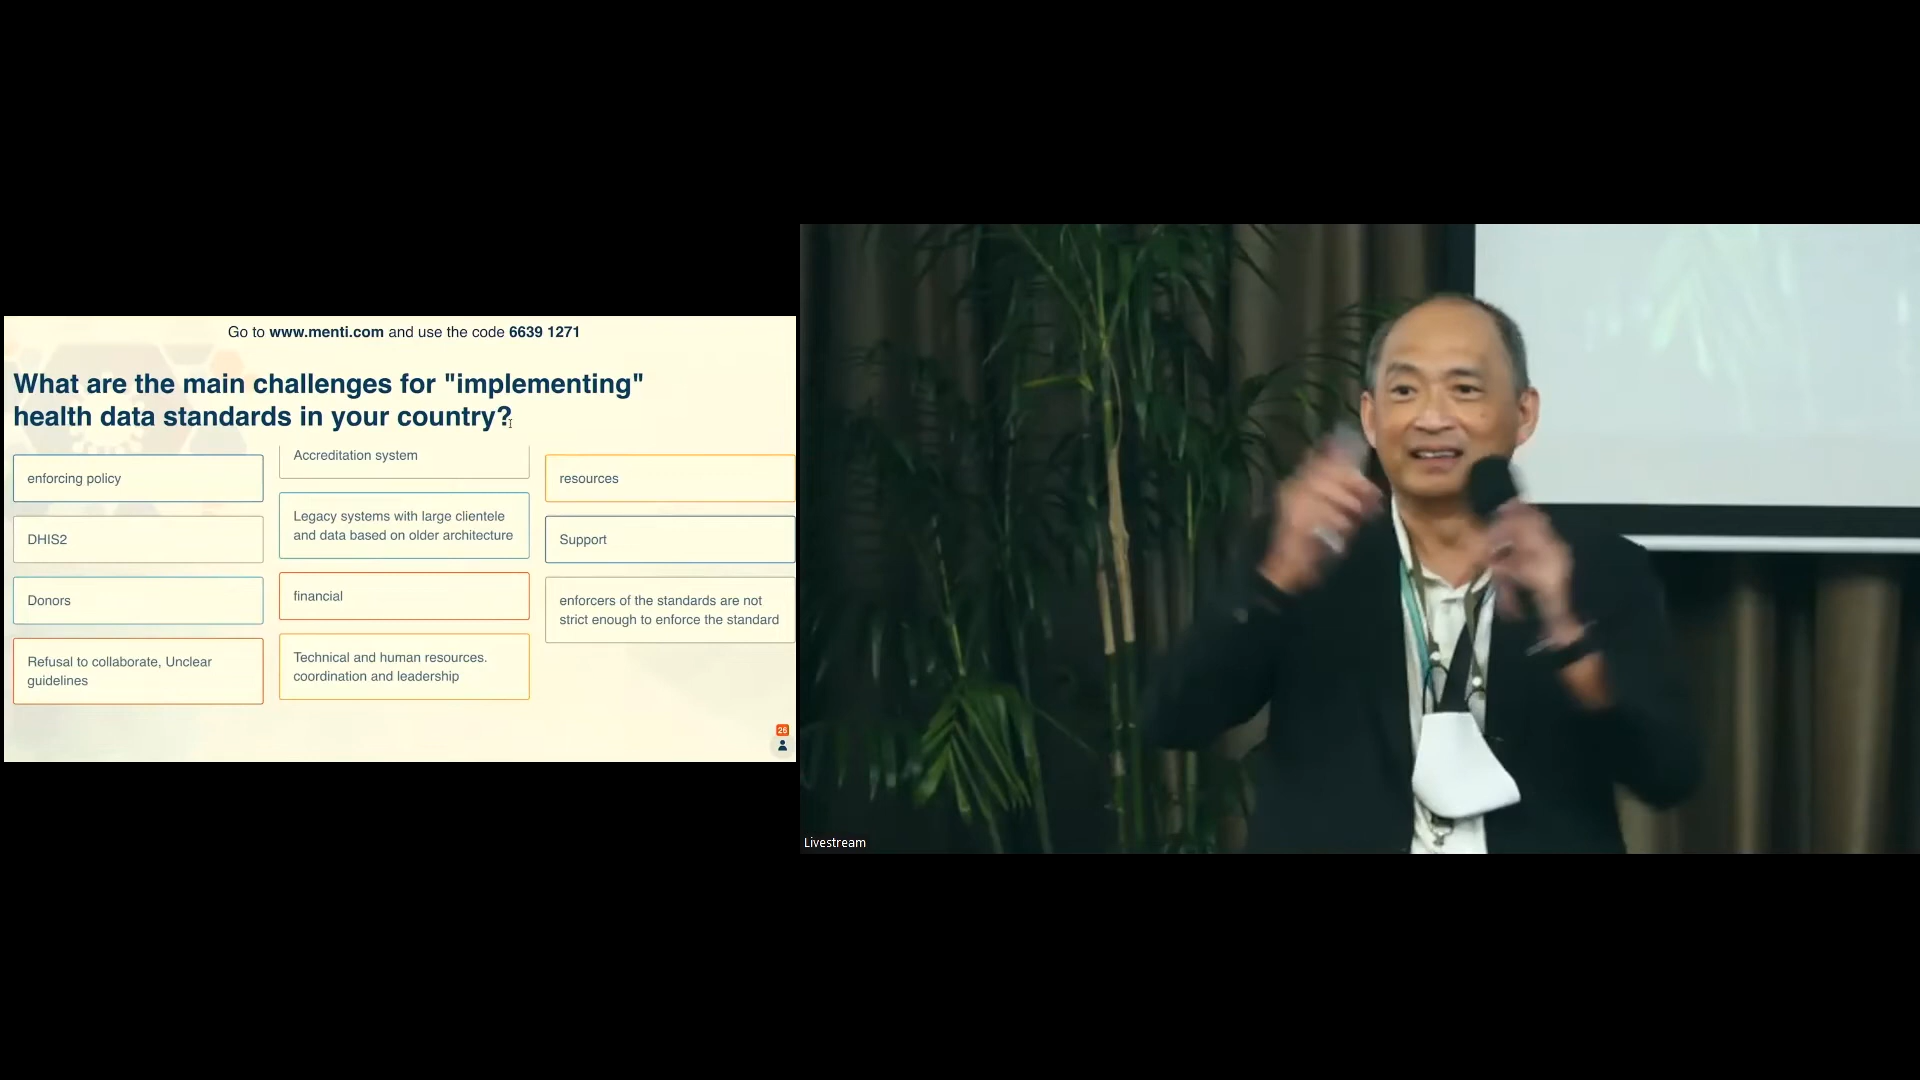 Go to www.menti.com and use the code 6639 1271
What are the main challenges for "implementing"
health data standards in your country?
enforcing policy
DHIS2
Donors
Refusal to collaborate, Unclear
guidelines
Accreditation system
Legacy systems with large clientele
and data based on older architecture
financial
Technical and human resources.
coordination and leadership
resources
Support
enforcers of the standards are not
strict enough to enforce the standard
26
Livestream